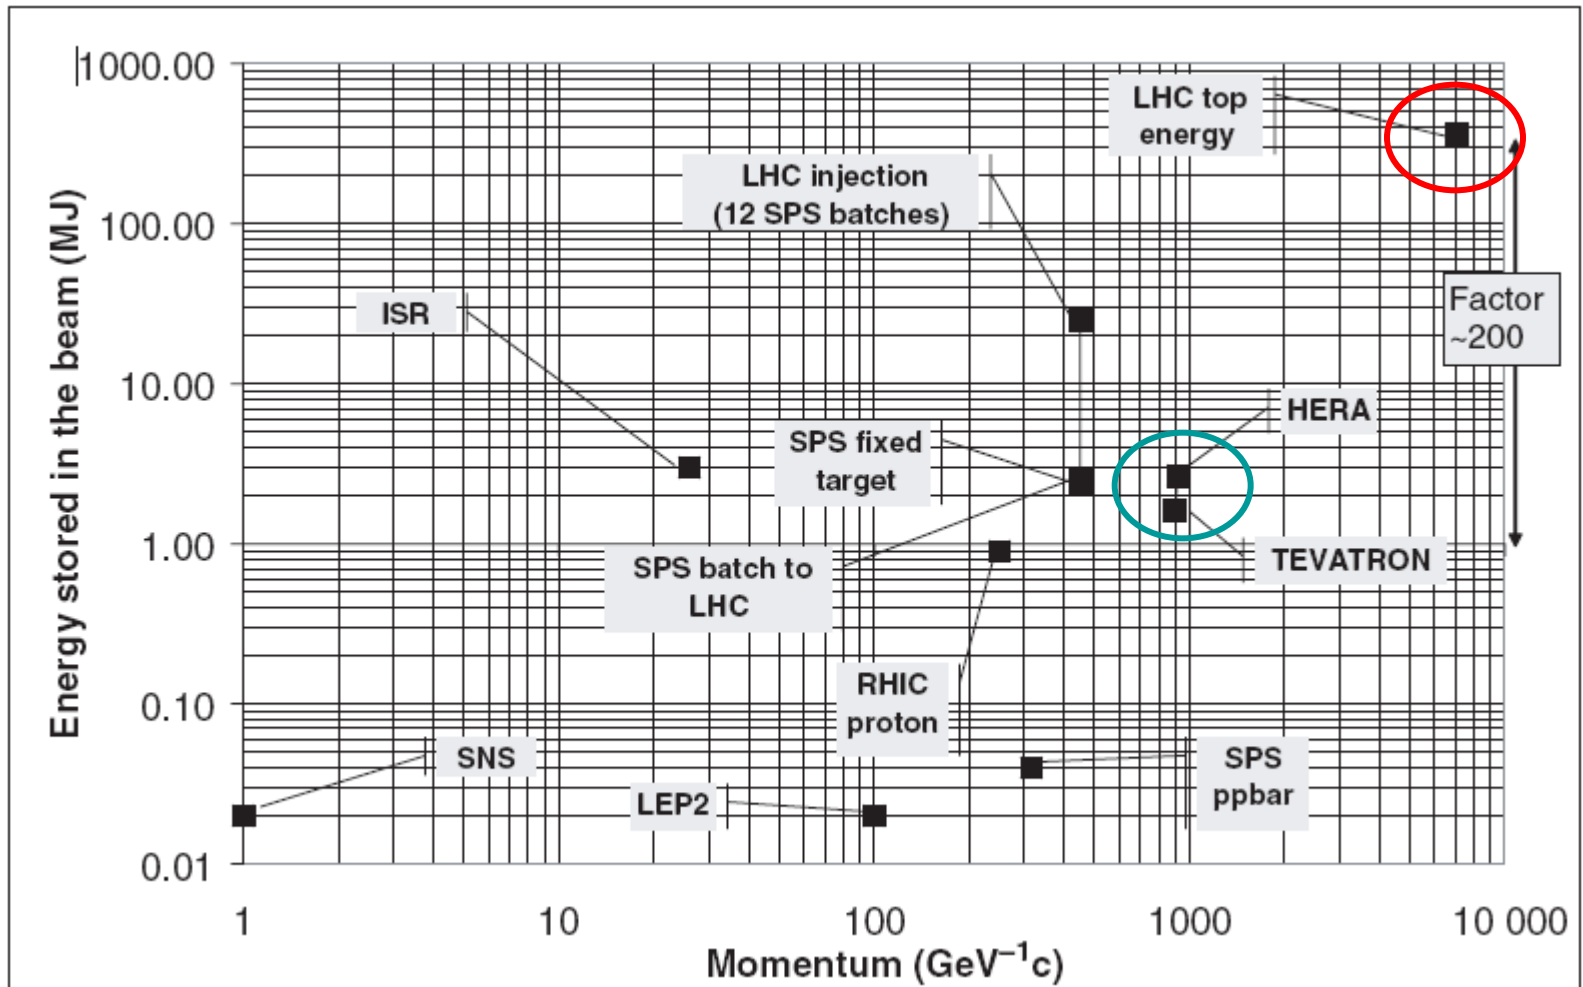 1000.00
100.00
10.00
1.00
0.10
0.01
Energy stored in the beam (MJ)
LHC top
energy
LHC injection
(12 SPS batches)
ISR
Factor
~200
HERA
SPS fixed
target
TEVATRON
SPS batch to
LHC
RHIC
proton
SNS
SPS
ppbar
LEP2
1
10
100
1000
10 000
Momentum (GeV⁻¹c)